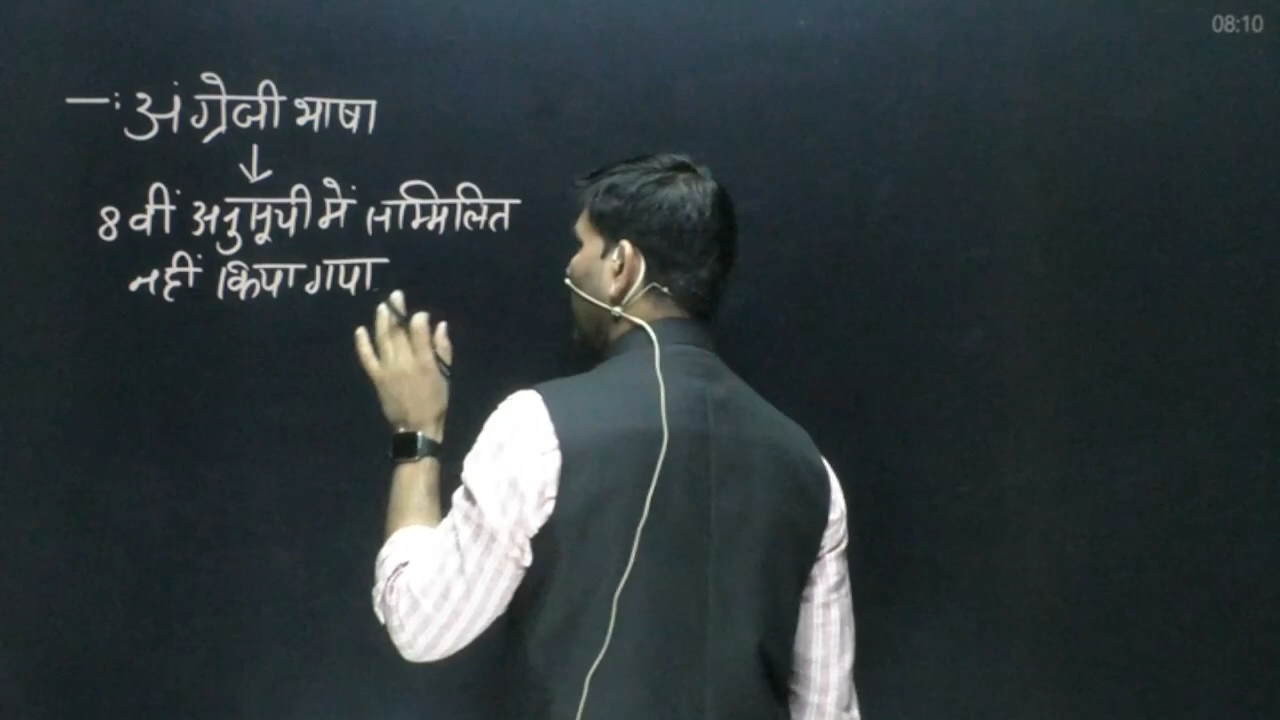 08:10
—: अंग्रेजी भाषा
↓
8 वीं अनुसूची में सम्मिलित
नहीं किया गया